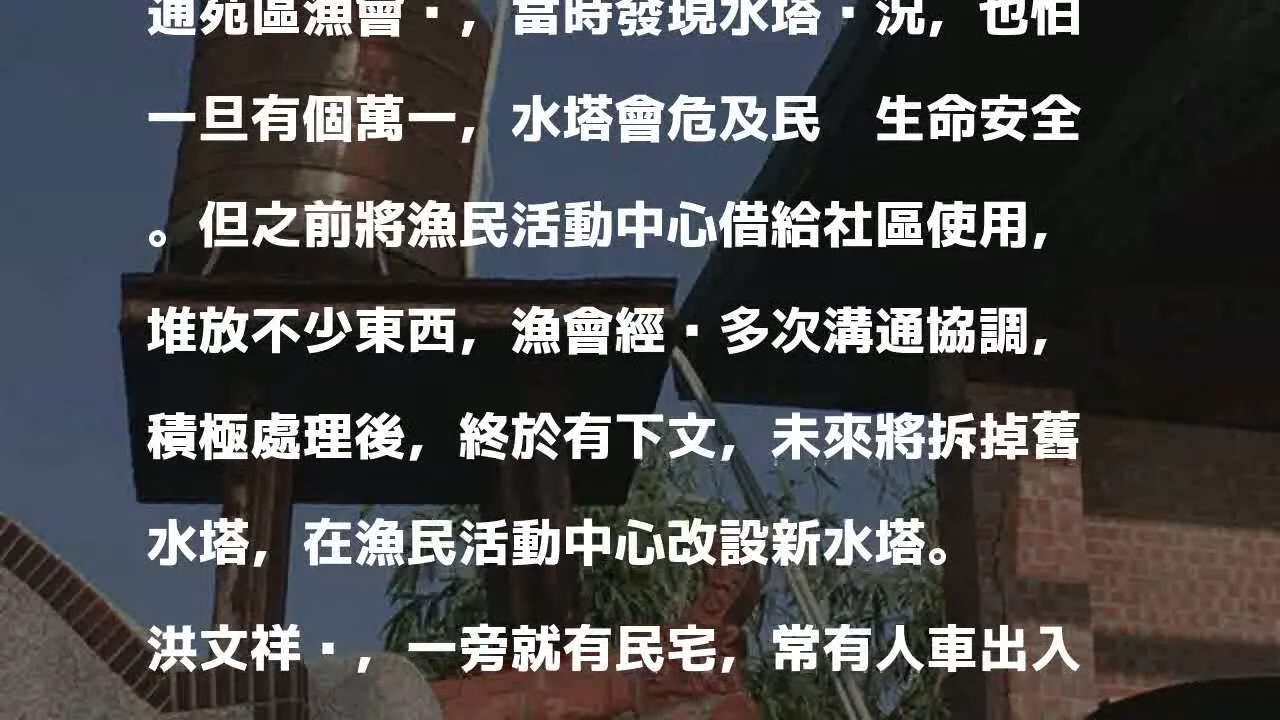 通苑區漁會▪，當時發現水塔▪況，也怕
一旦有個萬一，水塔會危及民　生命安全
。但之前將漁民活動中心借給社區使用，
堆放不少東西，漁會經▪多次溝通協調，
積極處理後，終於有下文，未來將拆掉舊
水塔，在漁民活動中心改設新水塔。
洪文祥▪，一旁就有民宅，常有人車出入